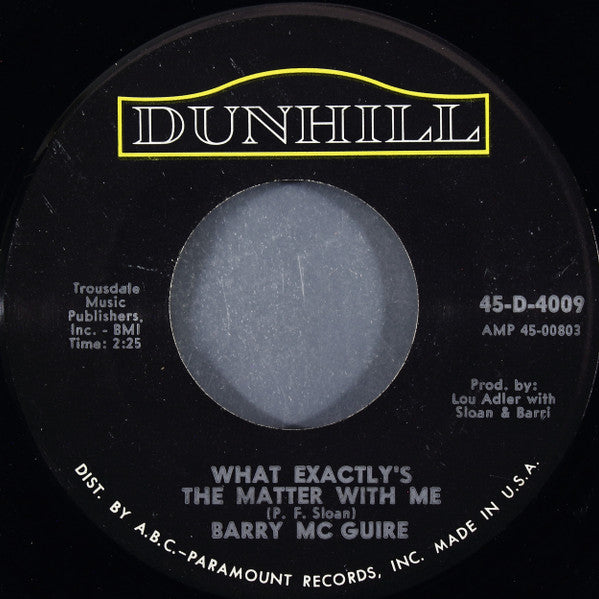 DUNHILL
Trousdale
Music
Publishers,
Inc. - BMI
Time: 2:25
45-D-4009
AMP 45-00803
Prod. by:
Lou Adler with
Sloan & Barri
WHAT EXACTLY'S
THE MATTER WITH ME
(P. F. Sloan)
BARRY MC GUIRE
DIST. BY A.B.C.-PARAMOUNT RECORDS, INC. MADE IN U.S.A.